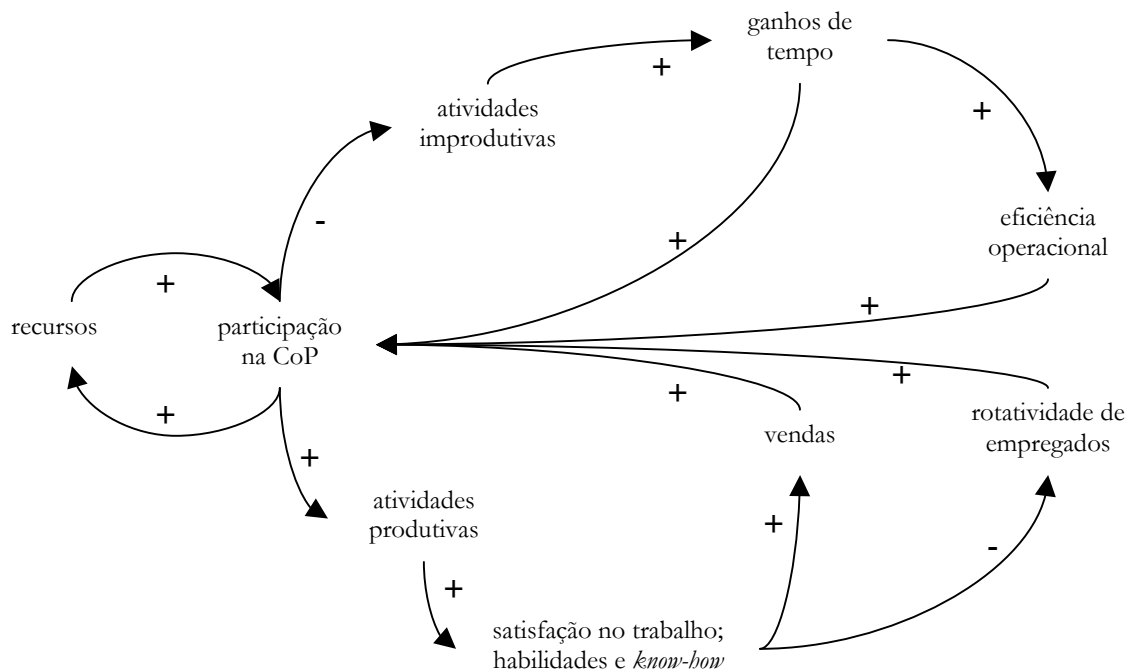 ganhos de
tempo
+
+
atividades
improdutivas
-
+
eficiência
operacional
+
+
recursos
participação
na CoP
+
+
+
rotatividade de
empregados
vendas
+
+
atividades
produtivas
+
-
+
satisfação no trabalho;
habilidades e know-how